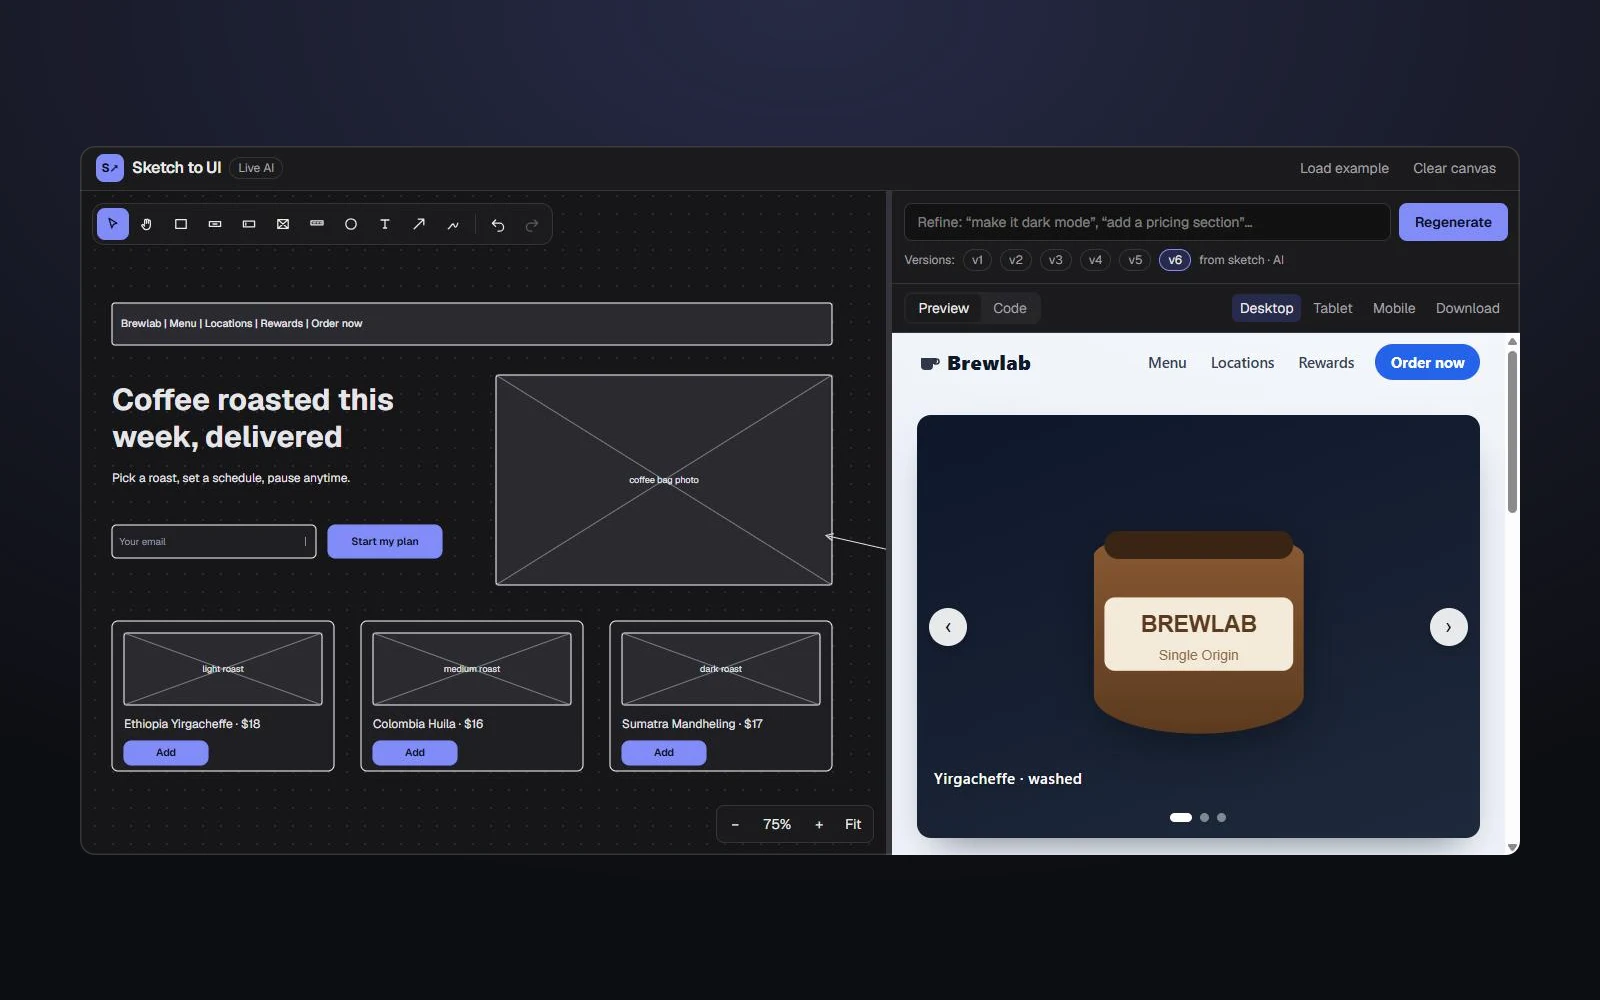 S↗ Sketch to UI Live AI
Load example Clear canvas
Refine: “make it dark mode”, “add a pricing section”…
Regenerate
Versions: v1 v2 v3 v4 v5 v6 from sketch · AI
Preview Code
Desktop Tablet Mobile Download
T
Brewlab | Menu | Locations | Rewards | Order now
Coffee roasted this
week, delivered
Pick a roast, set a schedule, pause anytime.
Your email
Start my plan
coffee bag photo
light roast
Ethiopia Yirgacheffe · $18
Add
medium roast
Colombia Huila · $16
Add
dark roast
Sumatra Mandheling · $17
Add
− 75% + Fit
Brewlab
Menu Locations Rewards Order now
BREWLAB
Single Origin
‹ ›
Yirgacheffe · washed